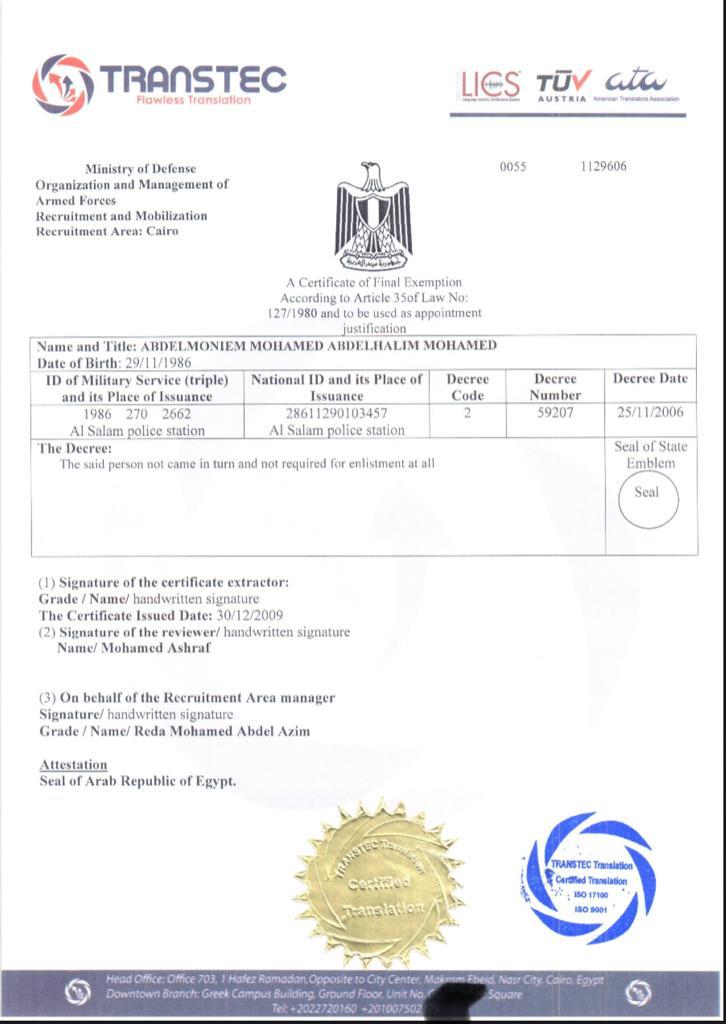 TRANSTEC
Flawless Translation
LICS TÜV ata
AUSTRIA American Translators Association
Ministry of Defense
Organization and Management of
Armed Forces
Recruitment and Mobilization
Recruitment Area: Cairo
0055 1129606
A Certificate of Final Exemption
According to Article 35of Law No:
127/1980 and to be used as appointment
justification
Name and Title: ABDELMONIEM MOHAMED ABDELHALIM MOHAMED
Date of Birth: 29/11/1986
ID of Military Service (triple)
and its Place of Issuance
National ID and its Place of
Issuance
Decree
Code
Decree
Number
Decree Date
1986 270 2662
Al Salam police station
28611290103457
Al Salam police station
2
59207
25/11/2006
The Decree:
The said person not came in turn and not required for enlistment at all
Seal of State
Emblem
Seal
(1) Signature of the certificate extractor:
Grade / Name/ handwritten signature
The Certificate Issued Date: 30/12/2009
(2) Signature of the reviewer/ handwritten signature
Name/ Mohamed Ashraf
(3) On behalf of the Recruitment Area manager
Signature/ handwritten signature
Grade / Name/ Reda Mohamed Abdel Azim
Attestation
Seal of Arab Republic of Egypt.
TRANSTEC Translation
Certified
Translation
TRANSTEC Translation
Certified Translation
ISO 17100
ISO 9001
Head Office: Office 703, 1 Hafez Ramadan, Opposite to City Center, Makram Ebeid, Nasr City, Cairo, Egypt
Downtown Branch: Greek Campus Building, Ground Floor, Unit No, Square
Tel: +2022720160 +201007502